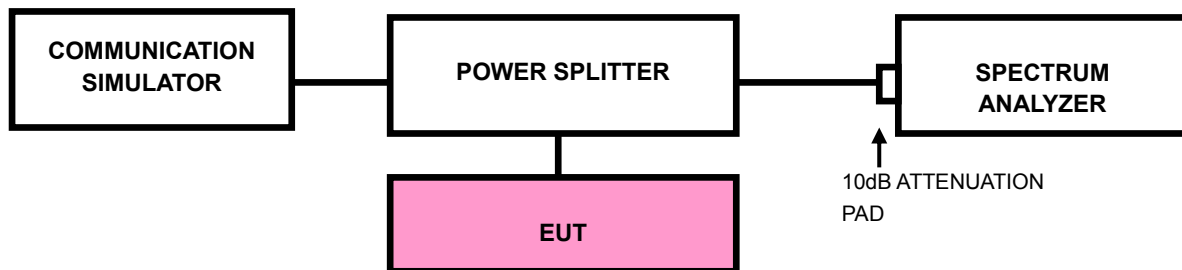 COMMUNICATION
SIMULATOR
POWER SPLITTER
SPECTRUM
ANALYZER
10dB ATTENUATION
PAD
EUT